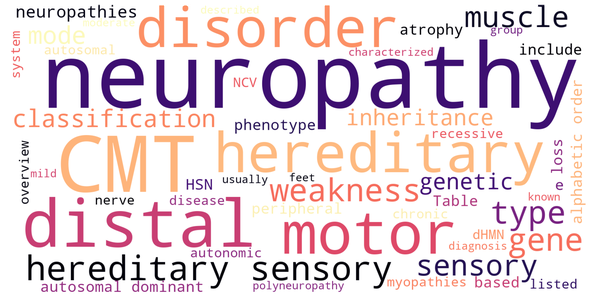 neuropathies
moderate
described
disorder
muscle
group
mode
atrophy
autosomal
characterized
include
system
neuropathy
NCV
classification
phenotype
inheritance
recessive
alphabetic order
overview
CMT
hereditary
e loss
mild
nerve
HSN
usually
feet
weakness
genetic
disease
Table
known
distal
peripheral
motor
chronic
type
autonomic
dHMN
gene
diagnosis
hereditary sensory
sensory
autosomal dominant
polyneuropathy
myopathies
based
listed